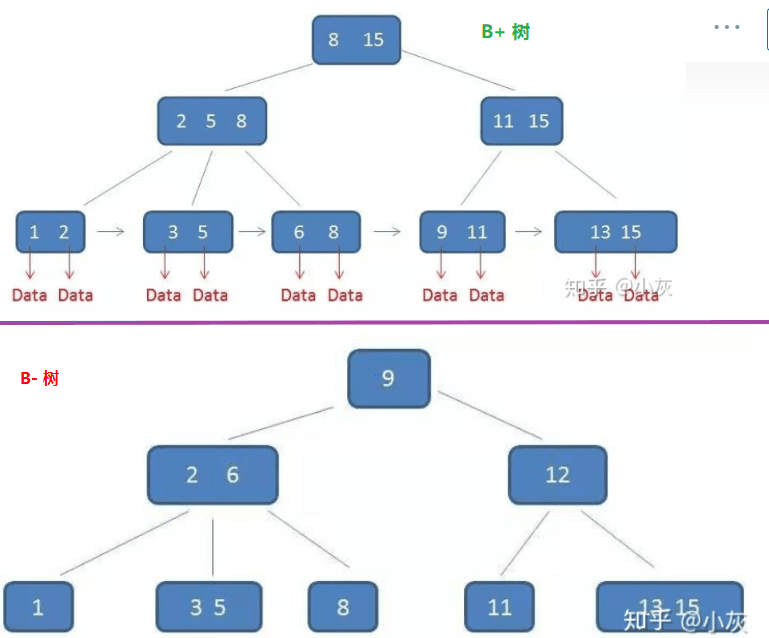 B+ 树
8 15
2 5 8
11 15
1 2
3 5
6 8
9 11
13 15
Data Data
Data Data
Data Data
Data Data
Data Data
知乎 @小灰
B- 树
9
2 6
12
1
3 5
8
11
13 15
知乎 @小灰